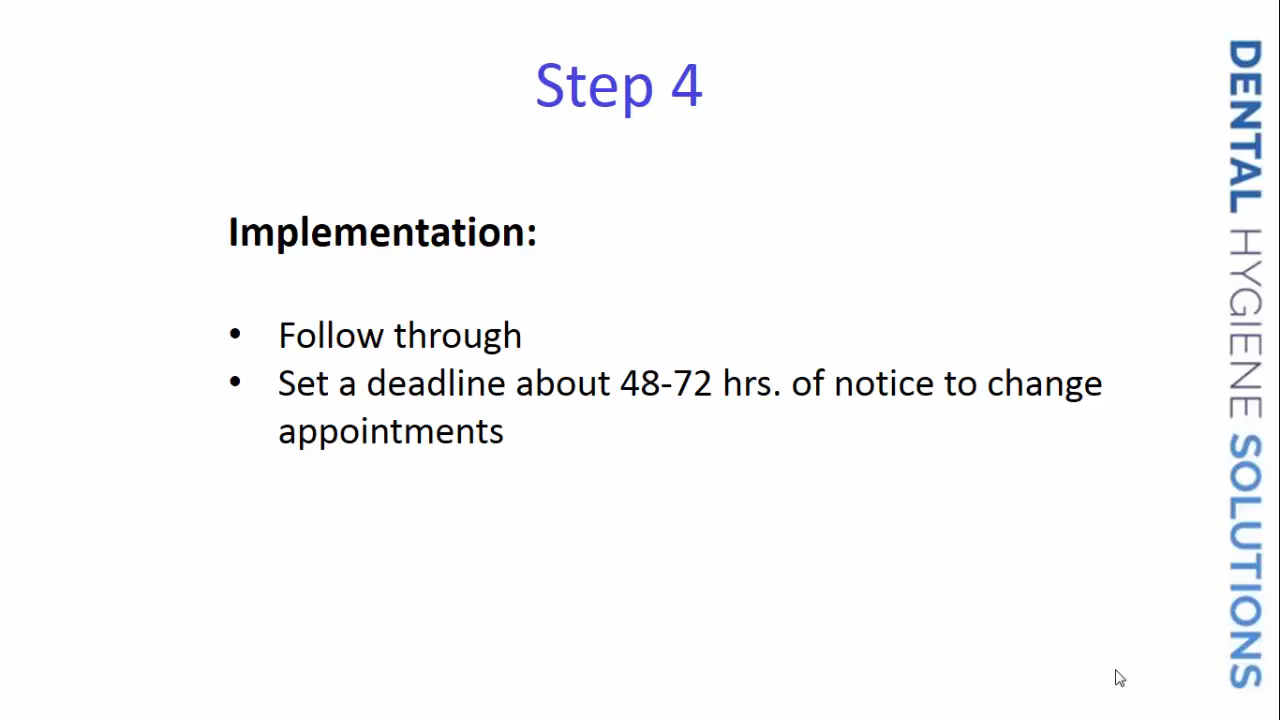 Step 4
Implementation:
• Follow through
• Set a deadline about 48-72 hrs. of notice to change
appointments
DENTAL HYGIENE SOLUTIONS